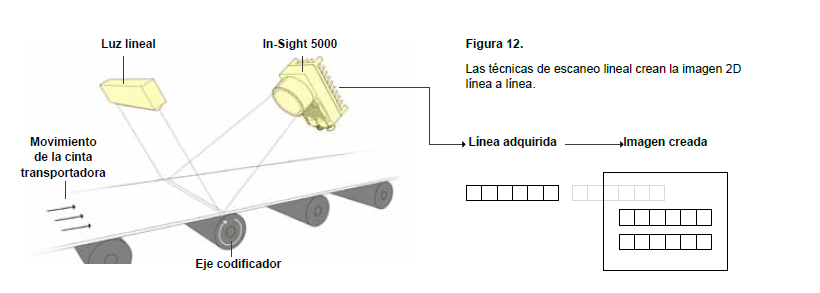 Luz lineal
In-Sight 5000
Figura 12.
Las técnicas de escaneo lineal crean la imagen 2D
línea a línea.
Movimiento
de la cinta
transportadora
Línea adquirida
Imagen creada
Eje codificador